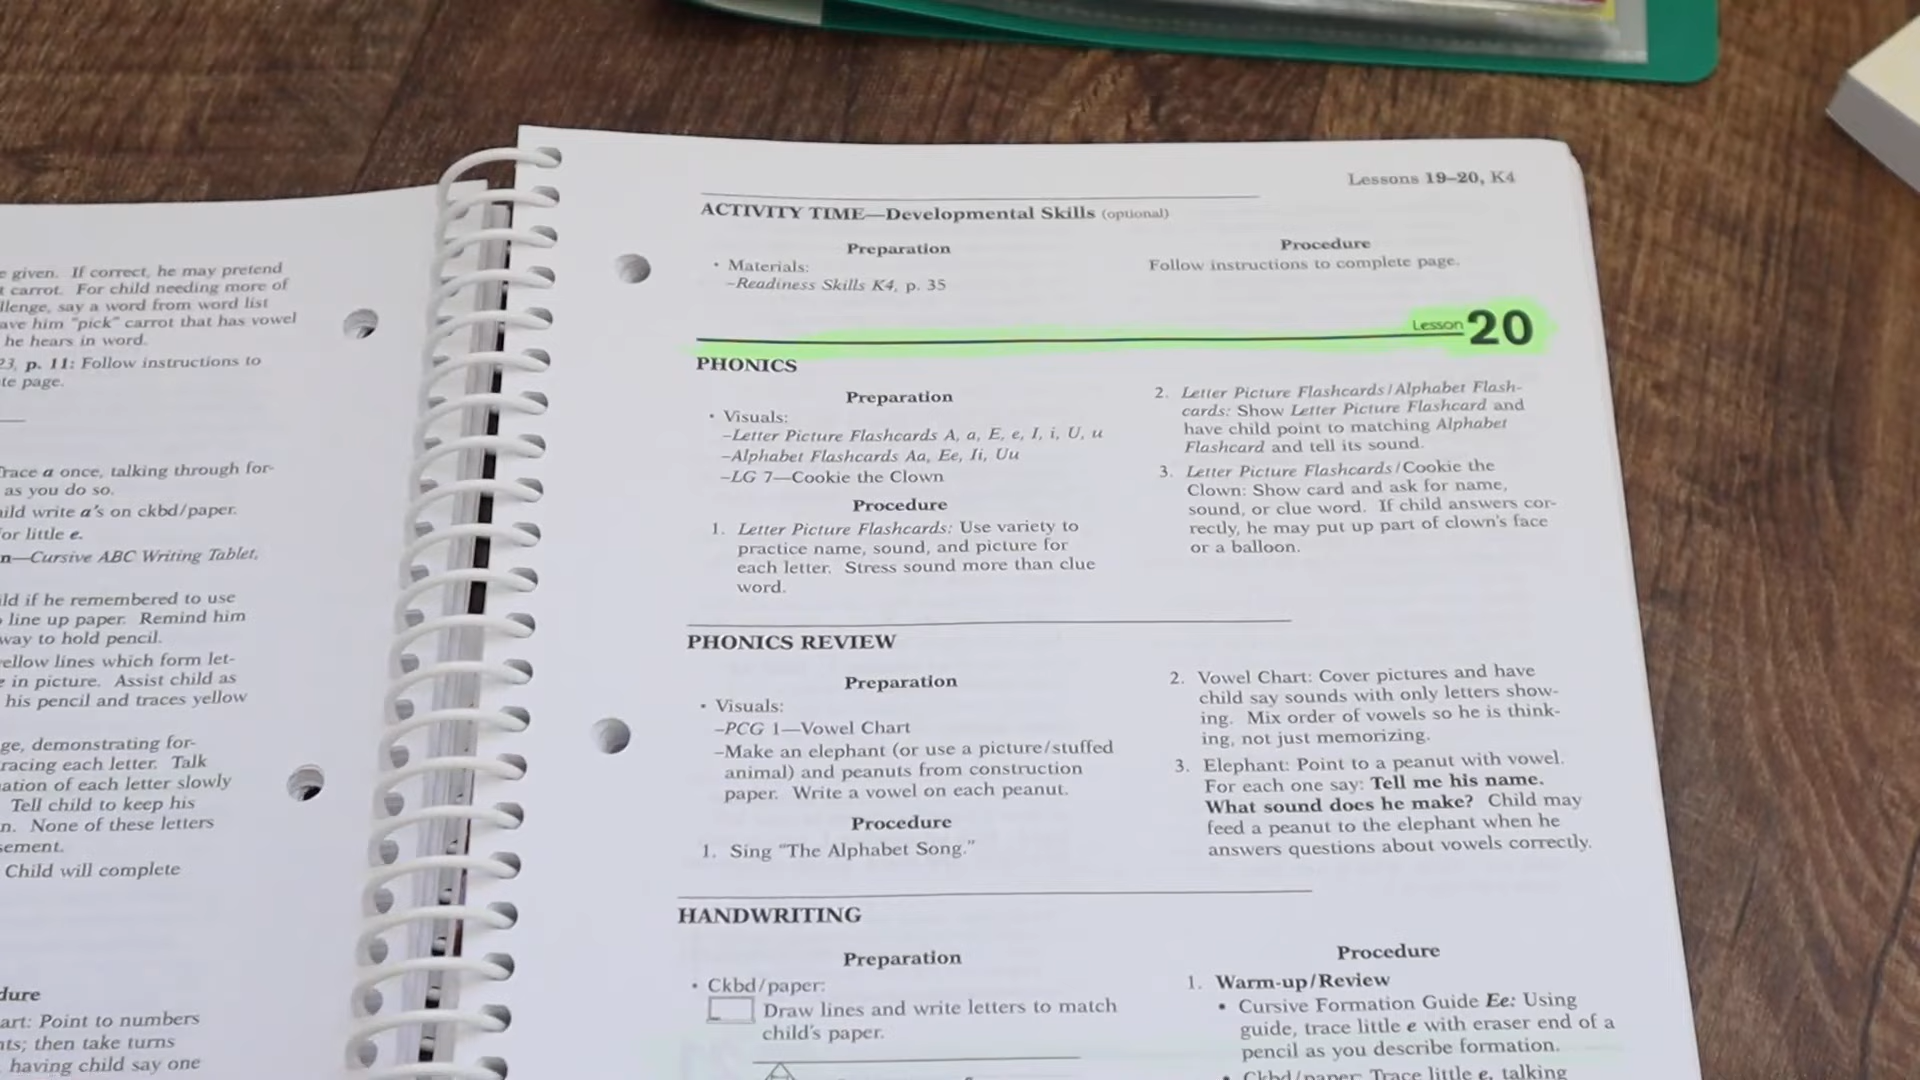 e given. If correct, he may pretend
t carrot. For child needing more of
llenge, say a word from word list
ave him "pick" carrot that has vowel
he hears in word.
23, p. 11: Follow instructions to
te page.
Trace a once, talking through for-
as you do so.
hild write a's on ckbd/paper.
for little e.
n—Cursive ABC Writing Tablet,
ild if he remembered to use
line up paper. Remind him
way to hold pencil.
yellow lines which form let-
e in picture. Assist child as
his pencil and traces yellow
ge, demonstrating for-
racing each letter. Talk
ation of each letter slowly
Tell child to keep his
n. None of these letters
sement.
Child will complete
dure
art: Point to numbers
nts; then take turns
having child say one
Lessons 19–20, K4
ACTIVITY TIME—Developmental Skills (optional)
Preparation
• Materials:
–Readiness Skills K4, p. 35
Procedure
Follow instructions to complete page.
Lesson 20
PHONICS
Preparation
• Visuals:
–Letter Picture Flashcards A, a, E, e, I, i, U, u
–Alphabet Flashcards Aa, Ee, Ii, Uu
–LG 7—Cookie the Clown
Procedure
1. Letter Picture Flashcards: Use variety to
practice name, sound, and picture for
each letter. Stress sound more than clue
word.
2. Letter Picture Flashcards/Alphabet Flash-
cards: Show Letter Picture Flashcard and
have child point to matching Alphabet
Flashcard and tell its sound.
3. Letter Picture Flashcards/Cookie the
Clown: Show card and ask for name,
sound, or clue word. If child answers cor-
rectly, he may put up part of clown's face
or a balloon.
PHONICS REVIEW
Preparation
• Visuals:
–PCG 1—Vowel Chart
–Make an elephant (or use a picture/stuffed
animal) and peanuts from construction
paper. Write a vowel on each peanut.
Procedure
1. Sing "The Alphabet Song."
2. Vowel Chart: Cover pictures and have
child say sounds with only letters show-
ing. Mix order of vowels so he is think-
ing, not just memorizing.
3. Elephant: Point to a peanut with vowel.
For each one say: Tell me his name.
What sound does he make? Child may
feed a peanut to the elephant when he
answers questions about vowels correctly.
HANDWRITING
Preparation
• Ckbd/paper:
Draw lines and write letters to match
child's paper.
Procedure
1. Warm-up/Review
• Cursive Formation Guide Ee: Using
guide, trace little e with eraser end of a
pencil as you describe formation.
• Ckbd/paper: Trace little e, talking